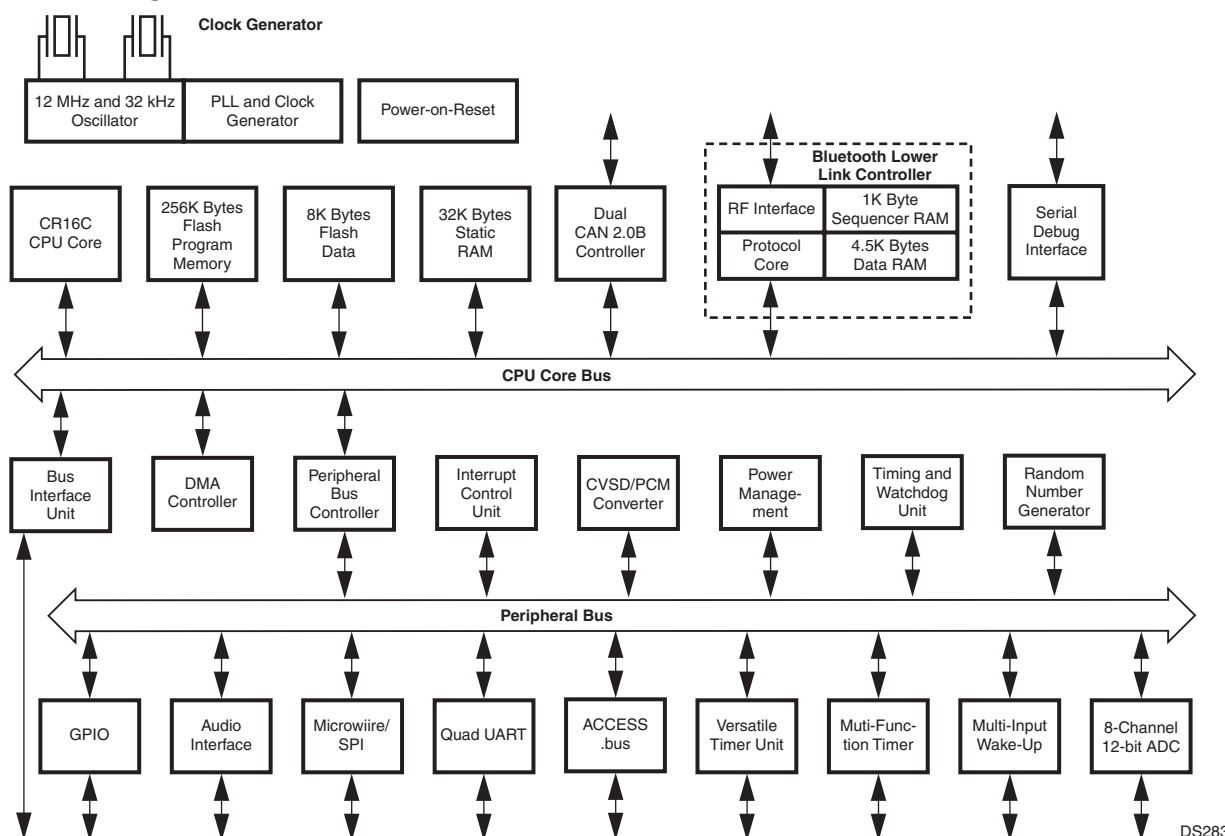 Clock Generator
12 MHz and 32 kHz
Oscillator
PLL and Clock
Generator
Power-on-Reset
Bluetooth Lower
Link Controller
CR16C
CPU Core
256K Bytes
Flash
Program
Memory
8K Bytes
Flash
Data
32K Bytes
Static
RAM
Dual
CAN 2.0B
Controller
RF Interface
1K Byte
Sequencer RAM
Protocol
Core
4.5K Bytes
Data RAM
Serial
Debug
Interface
CPU Core Bus
Bus
Interface
Unit
DMA
Controller
Peripheral
Bus
Controller
Interrupt
Control
Unit
CVSD/PCM
Converter
Power
Manage-
ment
Timing and
Watchdog
Unit
Random
Number
Generator
Peripheral Bus
GPIO
Audio
Interface
Microwiire/
SPI
Quad UART
ACCESS
.bus
Versatile
Timer Unit
Muti-Func-
tion Timer
Multi-Input
Wake-Up
8-Channel
12-bit ADC
DS283